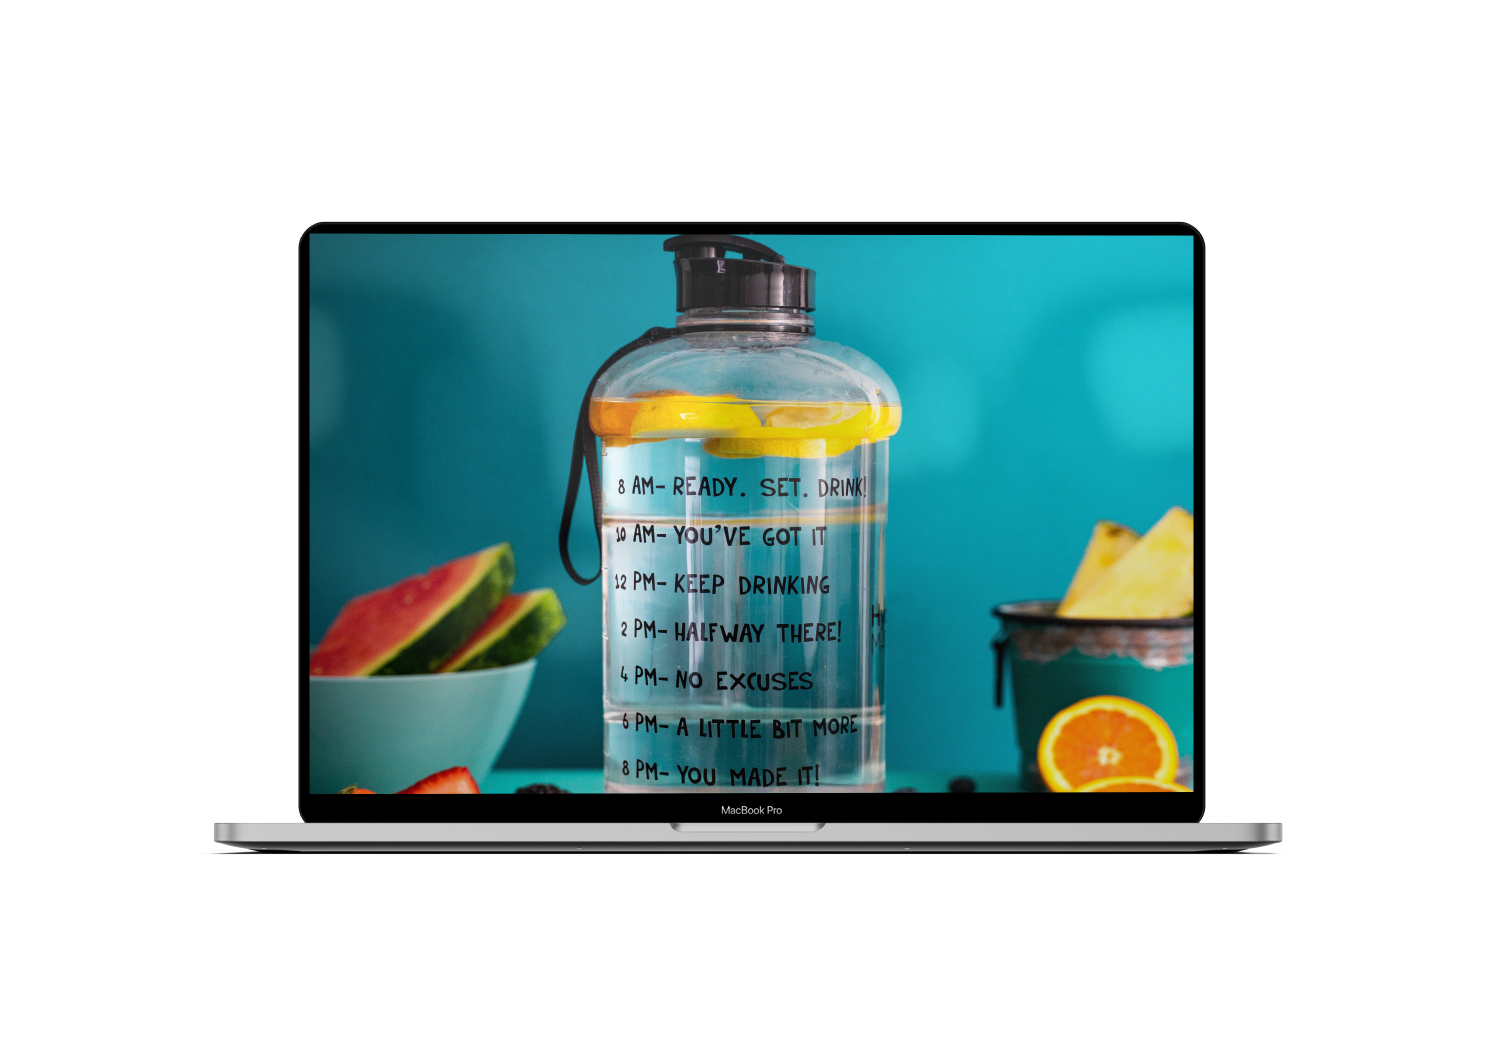 8 AM- READY. SET. DRINK!
10 AM- YOU'VE GOT IT
12 PM- KEEP DRINKING
2 PM- HALFWAY THERE!
4 PM- NO EXCUSES
6 PM- A LITTLE BIT MORE
8 PM- YOU MADE IT!
MacBook Pro